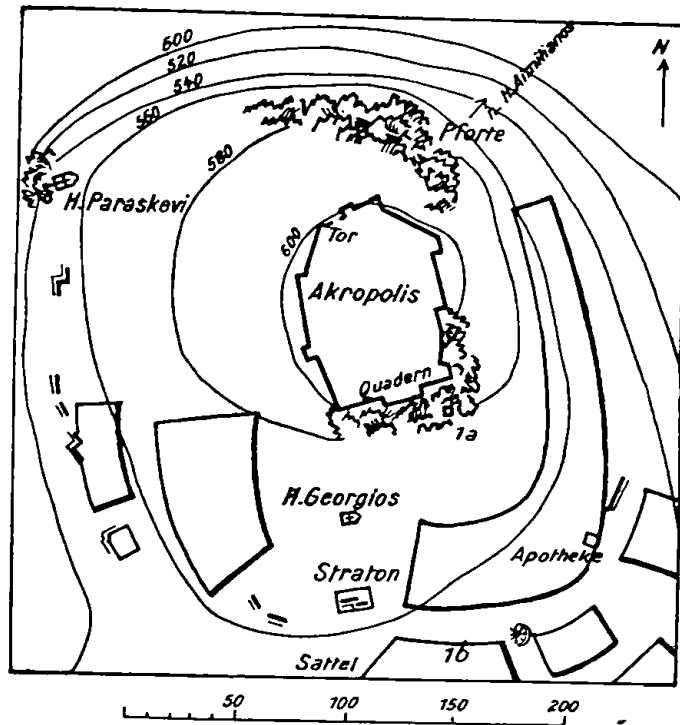 600
520
540
560
580
N
n. H. Aimilianos
Pforte
H. Paraskevi
Tor
600
Akropolis
Quadern
1a
H. Georgios
Apotheke
Straton
1b
Sattel
50 100 150 200